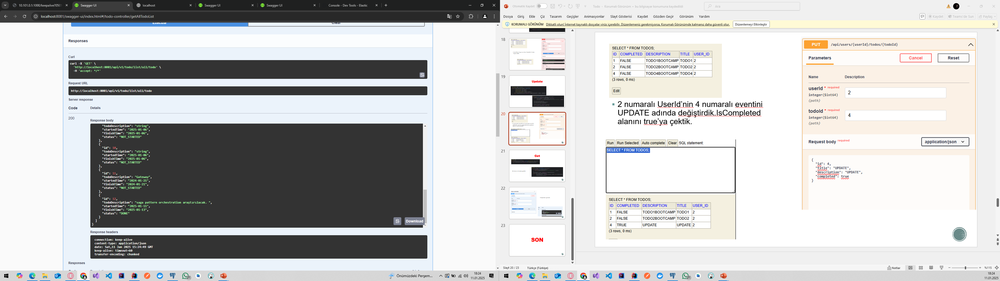 10.101.0.1:1000/keepalive?050
Swagger UI
localhost
Swagger UI
Swagger UI
Console - Dev Tools - Elastic
localhost:8081/swagger-ui/index.html#/todo-controller/getAllTodoList
Execute
Clear
Responses
Curl
curl -X 'GET' \
'http://localhost:8081/api/v1/todo/list/all/todo' \
-H 'accept: */*'
Request URL
http://localhost:8081/api/v1/todo/list/all/todo
Server response
Code Details
200
Response body
"todoDescription": "string",
"startedTime": "2025-01-06",
"finishTime": "2025-01-06",
"status": "NOT_STARTED"
},
{
"id": 10,
"todoDescription": "string",
"startedTime": "2025-01-06",
"finishTime": "2025-01-06",
"status": "NOT_STARTED"
},
{
"id": 11,
"todoDescription": "Gateway",
"startedTime": "2024-01-21",
"finishTime": "2024-01-21",
"status": "NOT_STARTED"
},
{
"id": 12,
"todoDescription": "saga pattern orchestration araştırılacak. ",
"startedTime": "2025-01-11",
"finishTime": "2025-01-13",
"status": "DONE"
}
]
}
Download
Response headers
connection: keep-alive
content-type: application/json
date: Sat,11 Jan 2025 15:24:49 GMT
keep-alive: timeout=60
transfer-encoding: chunked
Responses
Önümüzdeki Perşem...
18:24
11.01.2025
Otomatik Kaydet
Todo - Korumalı Görünüm • bu bilgisayar konumuna kaydedildi
Ara
Dosya Giriş Ekle Çiz Tasarım Geçişler Animasyonlar Slayt Gösterisi Kaydet Gözden Geçir Görünüm Yardım
Kaydet Teams'de Sun Paylaş
KORUMALI GÖRÜNÜM Dikkatli olun! İnternet kaynaklı dosyalar virüs içerebilir. Düzenlemeniz gerekmiyorsa, Korumalı Görünümde kalmanız daha güvenli olur. Düzenlemeyi Etkinleştir
18
19
Update
20
21
Get
22
23
SON
SELECT * FROM TODOS;
ID COMPLETED DESCRIPTION TITLE USER_ID
1 FALSE TODO1BOOTCAMP TODO1 2
2 FALSE TODO2BOOTCAMP TODO2 2
4 FALSE TODO4BOOTCAMP TODO4 2
(3 rows, 0 ms)
Edit
2 numaralı UserId'nin 4 numaralı eventini
UPDATE adında değiştirdik.IsCompleted
alanını true'ya çektik.
Run Run Selected Auto complete Clear SQL statement:
SELECT * FROM TODOS;
SELECT * FROM TODOS;
ID COMPLETED DESCRIPTION TITLE USER_ID
1 FALSE TODO1BOOTCAMP TODO1 2
2 FALSE TODO2BOOTCAMP TODO2 2
4 TRUE UPDATE UPDATE 2
(3 rows, 0 ms)
PUT /api/users/{userId}/todos/{todoId}
Parameters
Cancel
Reset
Name Description
userId * required
integer($int64)
(path)
2
todoId * required
integer($int64)
(path)
4
Request body required
application/json
{
"id": 4,
"title": "UPDATE",
"description": "UPDATE",
"completed": true
}
Slayt 20 / 23 Türkçe (Türkiye)
Notlar
%115
18:24
11.01.2025